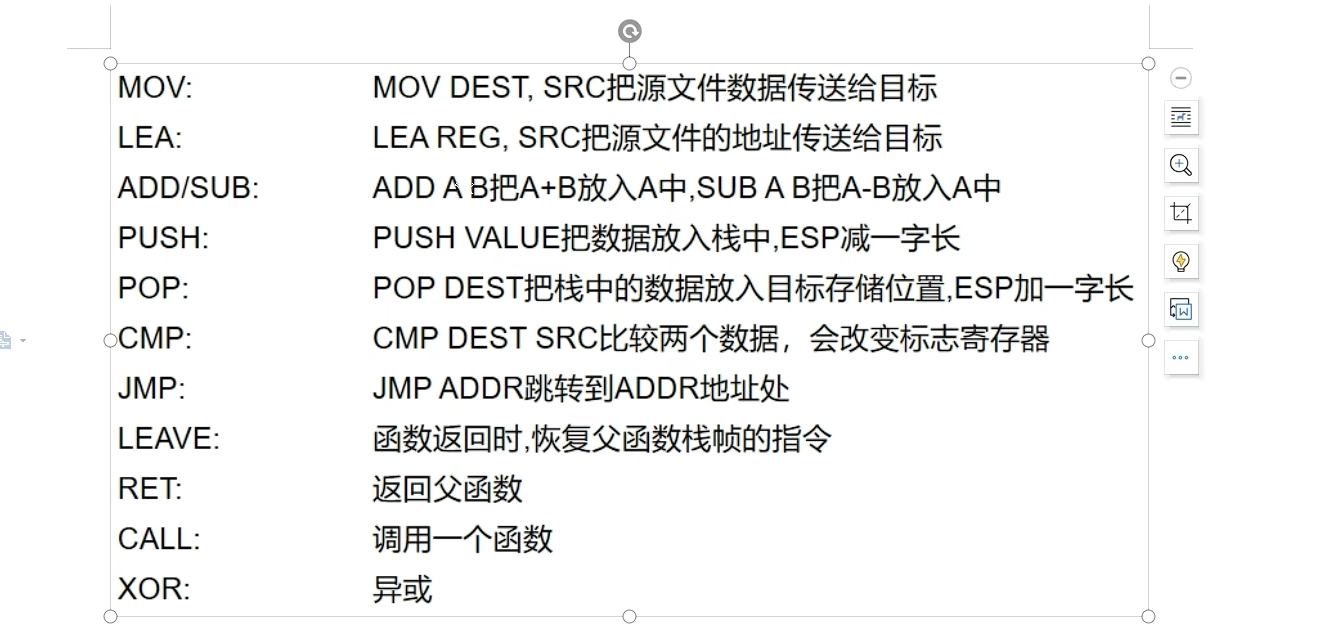 MOV: MOV DEST, SRC把源文件数据传送给目标
LEA: LEA REG, SRC把源文件的地址传送给目标
ADD/SUB: ADD A B把A+B放入A中,SUB A B把A-B放入A中
PUSH: PUSH VALUE把数据放入栈中,ESP减一字长
POP: POP DEST把栈中的数据放入目标存储位置,ESP加一字长
CMP: CMP DEST SRC比较两个数据，会改变标志寄存器
JMP: JMP ADDR跳转到ADDR地址处
LEAVE: 函数返回时,恢复父函数栈帧的指令
RET: 返回父函数
CALL: 调用一个函数
XOR: 异或